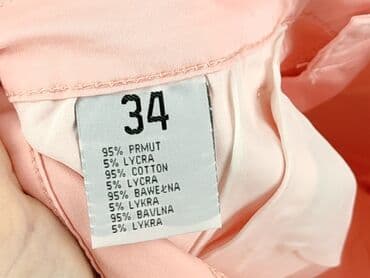 34
95% PRMUT
5% LYCRA
95% COTTON
5% LYCRA
95% BAWEŁNA
5% LYKRA
95% BAVLNA
5% LYKRA